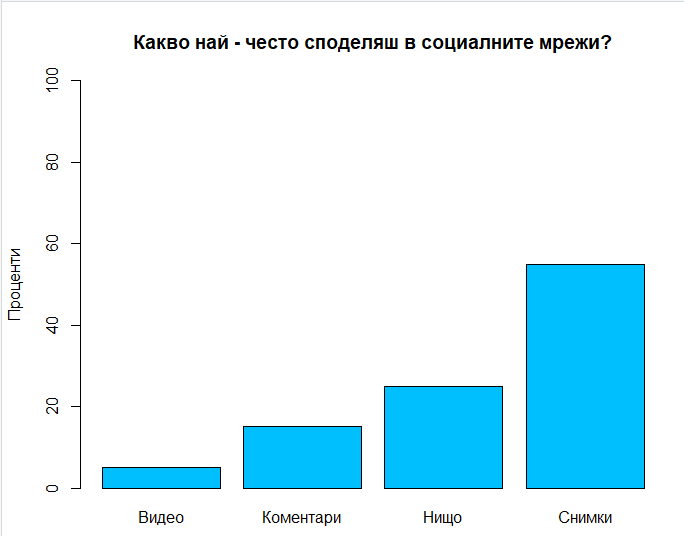 Какво най - често споделяш в социалните мрежи?
Проценти
100
80
60
40
20
0
Видео Коментари Нищо Снимки